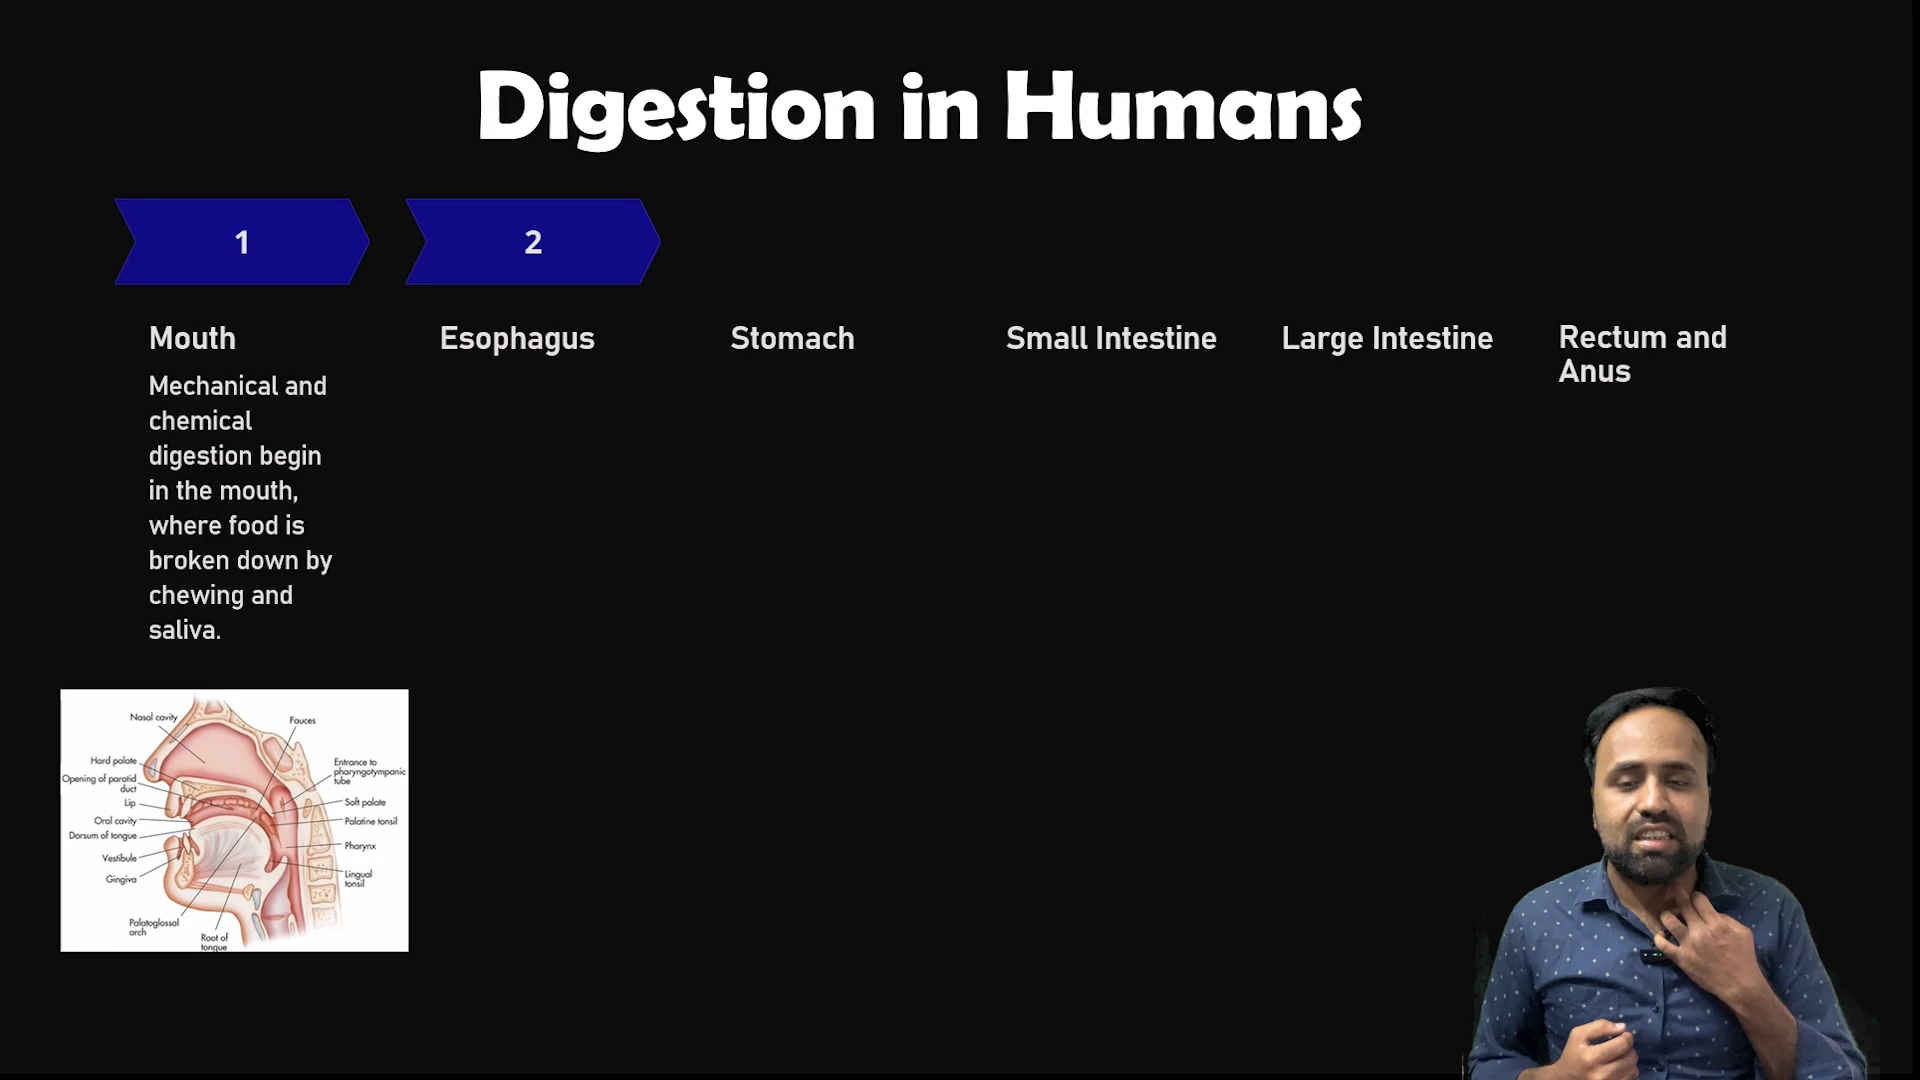 Digestion in Humans
1
2
Mouth
Mechanical and
chemical
digestion begin
in the mouth,
where food is
broken down by
chewing and
saliva.
Esophagus
Stomach
Small Intestine
Large Intestine
Rectum and
Anus
Nasal cavity
Fauces
Hard palate
Opening of parotid
duct
Lip
Oral cavity
Dorsum of tongue
Vestibule
Gingiva
Palatoglossal
arch
Root of
tongue
Entrance to
pharyngotympanic
tube
Soft palate
Palatine tonsil
Pharynx
Lingual
tonsil